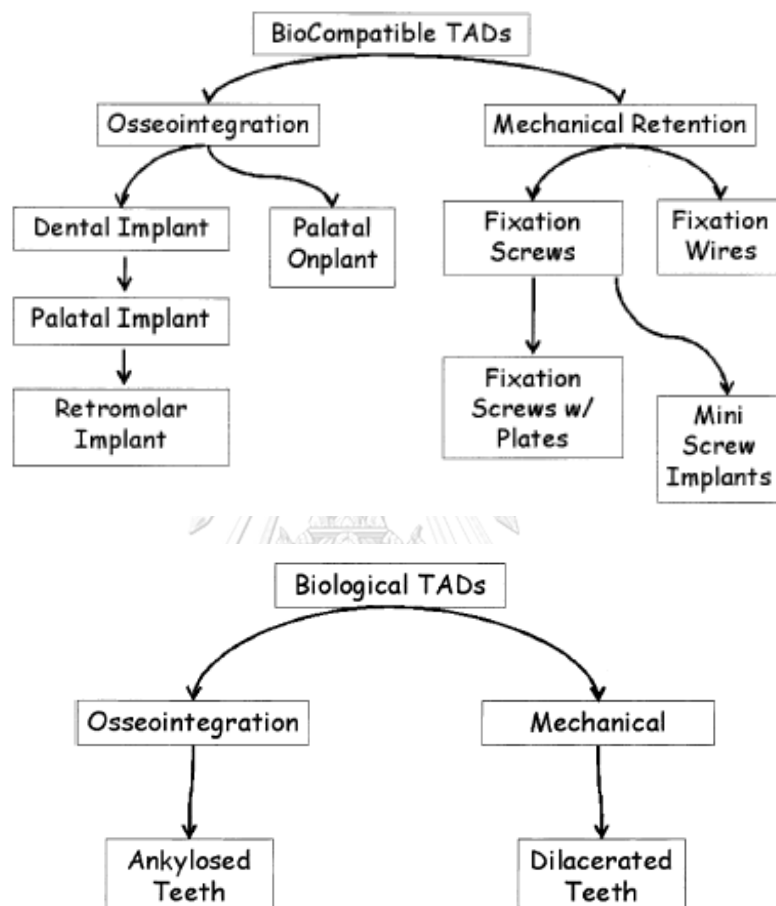 BioCompatible TADs
Osseointegration
Mechanical Retention
Dental Implant
Palatal
Onplant
Fixation
Screws
Fixation
Wires
Palatal Implant
Retromolar
Implant
Fixation
Screws w/
Plates
Mini
Screw
Implants
Biological TADs
Osseointegration
Mechanical
Ankylosed
Teeth
Dilacerated
Teeth